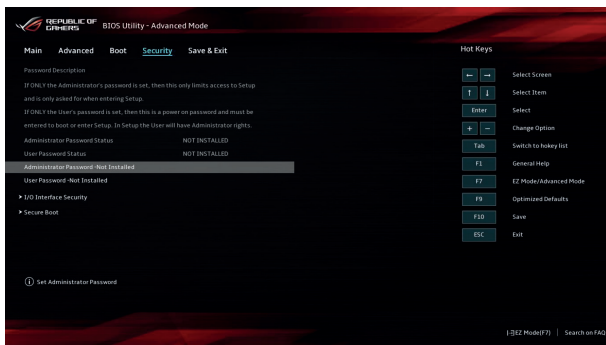 REPUBLIC OF
GAMERS
BIOS Utility - Advanced Mode
Main Advanced Boot Security Save & Exit
Hot Keys
Password Description
If ONLY the Administrator's password is set, then this only limits access to Setup
and is only asked for when entering Setup.
If ONLY the User's password is set, then this is a power on password and must be
entered to boot or enter Setup. In Setup the User will have Administrator rights.
Administrator Password Status NOT INSTALLED
User Password Status NOT INSTALLED
Administrator Password -Not Installed
User Password -Not Installed
I/O Interface Security
Secure Boot
← → Select Screen
↑ ↓ Select Item
Enter Select
+ − Change Option
Tab Switch to hokey list
F1 General Help
F7 EZ Mode/Advanced Mode
F9 Optimized Defaults
F10 Save
ESC Exit
Set Administrator Password
EZ Mode(F7) | Search on FAQ